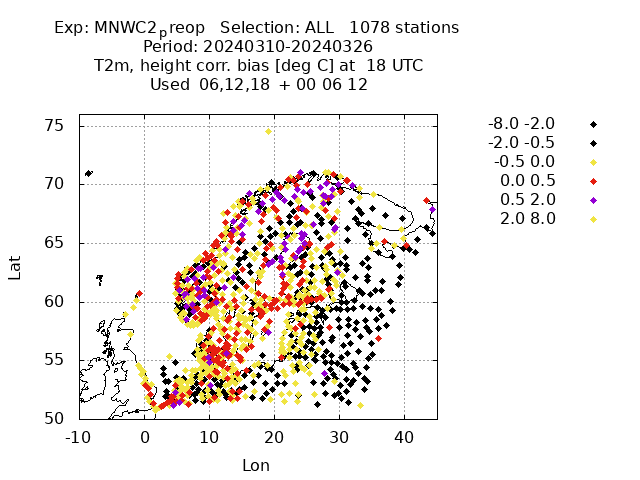 Exp: MNWC2preop Selection: ALL 1078 stations
Period: 20240310-20240326
T2m, height corr. bias [deg C] at 18 UTC
Used 06,12,18 + 00 06 12
-8.0 -2.0
-2.0 -0.5
-0.5 0.0
0.0 0.5
0.5 2.0
2.0 8.0
75
70
65
60
55
50
Lat
-10 0 10 20 30 40
Lon